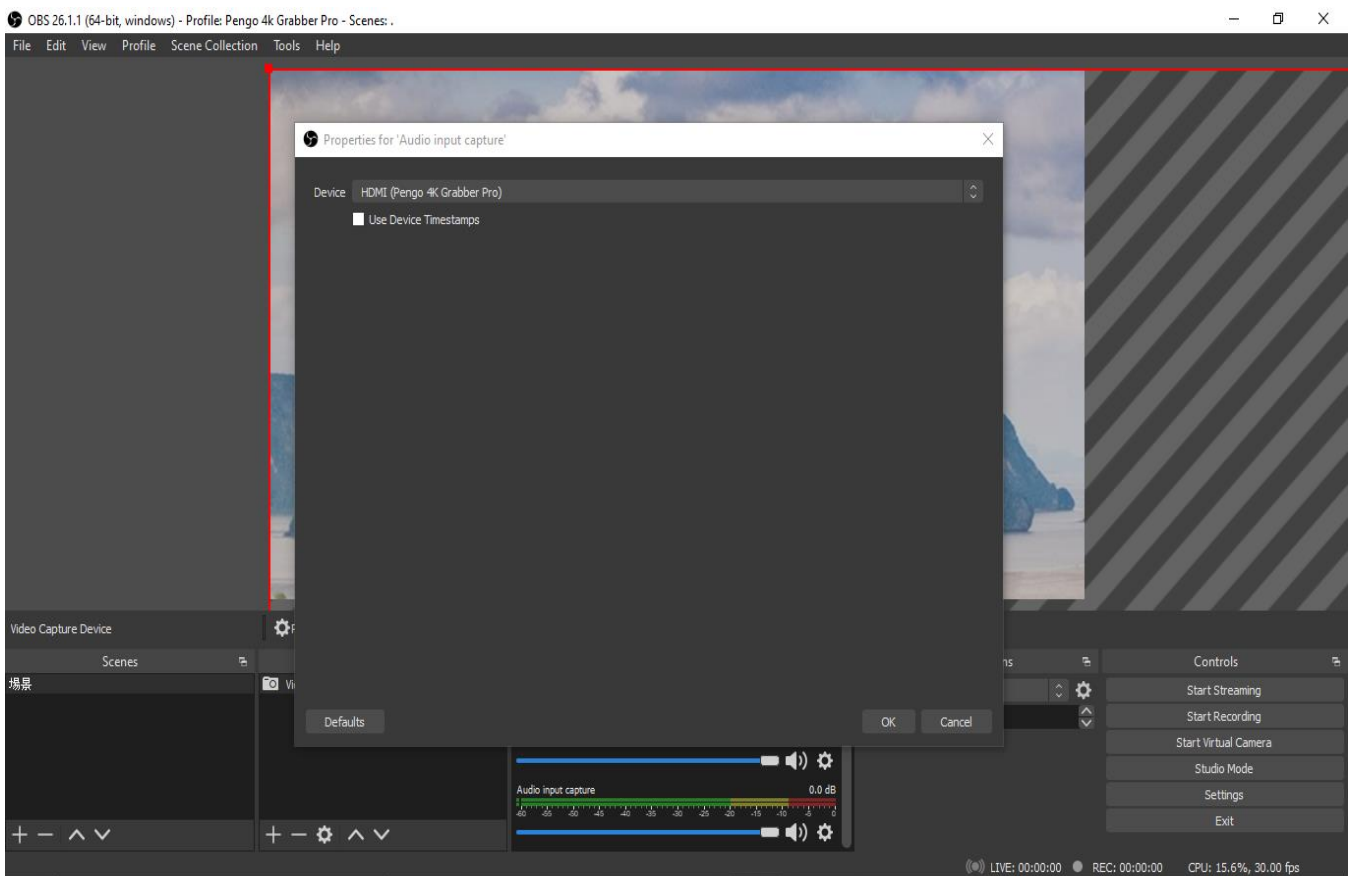 OBS 26.1.1 (64-bit, windows) - Profile: Pengo 4k Grabber Pro - Scenes: .
File Edit View Profile Scene Collection Tools Help
Properties for 'Audio input capture'
Device HDMI (Pengo 4K Grabber Pro)
Use Device Timestamps
Defaults OK Cancel
Video Capture Device
Scenes
場景
Controls
Start Streaming
Start Recording
Start Virtual Camera
Studio Mode
Settings
Exit
Audio input capture 0.0 dB
-60 -55 -50 -45 -40 -35 -30 -25 -20 -15 -10 -5 0
LIVE: 00:00:00 REC: 00:00:00 CPU: 15.6%, 30.00 fps